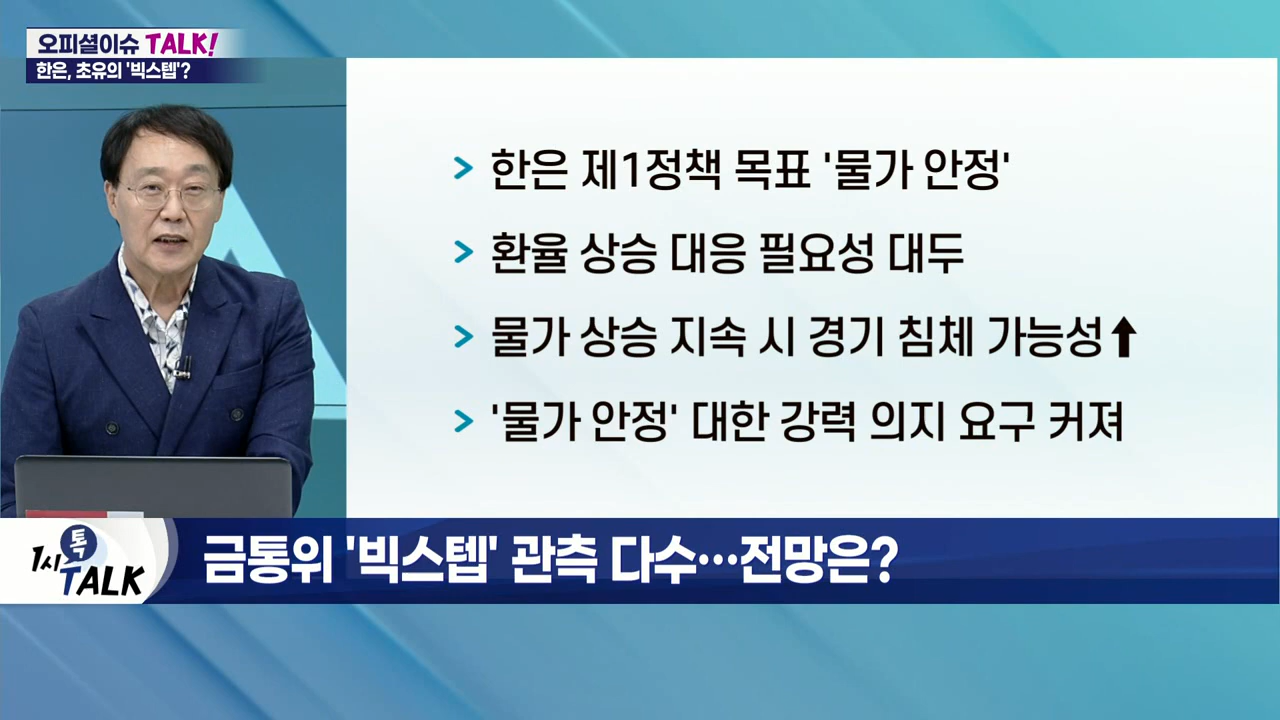 오피셜이슈 TALK!
한은, 초유의 '빅스텝'?
> 한은 제1정책 목표 '물가 안정'
> 환율 상승 대응 필요성 대두
> 물가 상승 지속 시 경기 침체 가능성⬆
> '물가 안정' 대한 강력 의지 요구 커져
1시 톡 TALK
금통위 '빅스텝' 관측 다수…전망은?